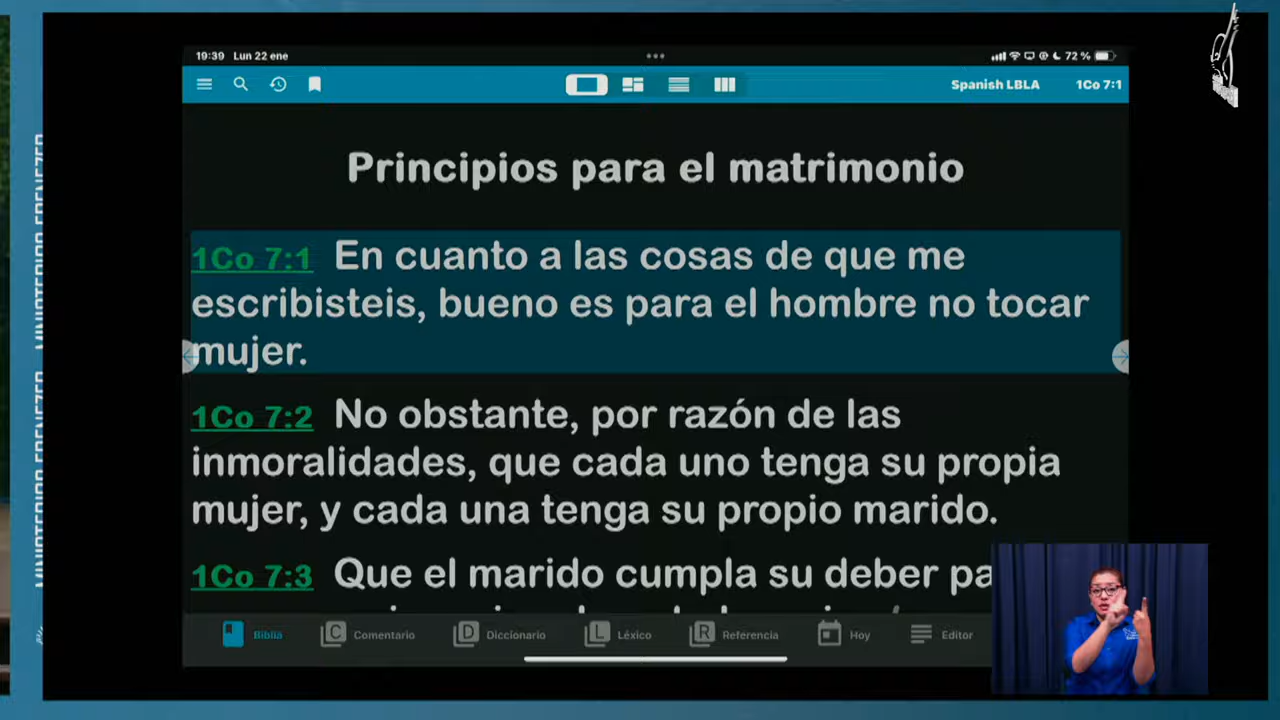 19:39 Lun 22 ene
72 %
Spanish LBLA 1Co 7:1
Principios para el matrimonio
1Co 7:1 En cuanto a las cosas de que me
escribisteis, bueno es para el hombre no tocar
mujer.
1Co 7:2 No obstante, por razón de las
inmoralidades, que cada uno tenga su propia
mujer, y cada una tenga su propio marido.
1Co 7:3 Que el marido cumpla su deber pa
Biblia
C Comentario
D Diccionario
L Léxico
R Referencia
Hoy
Editor